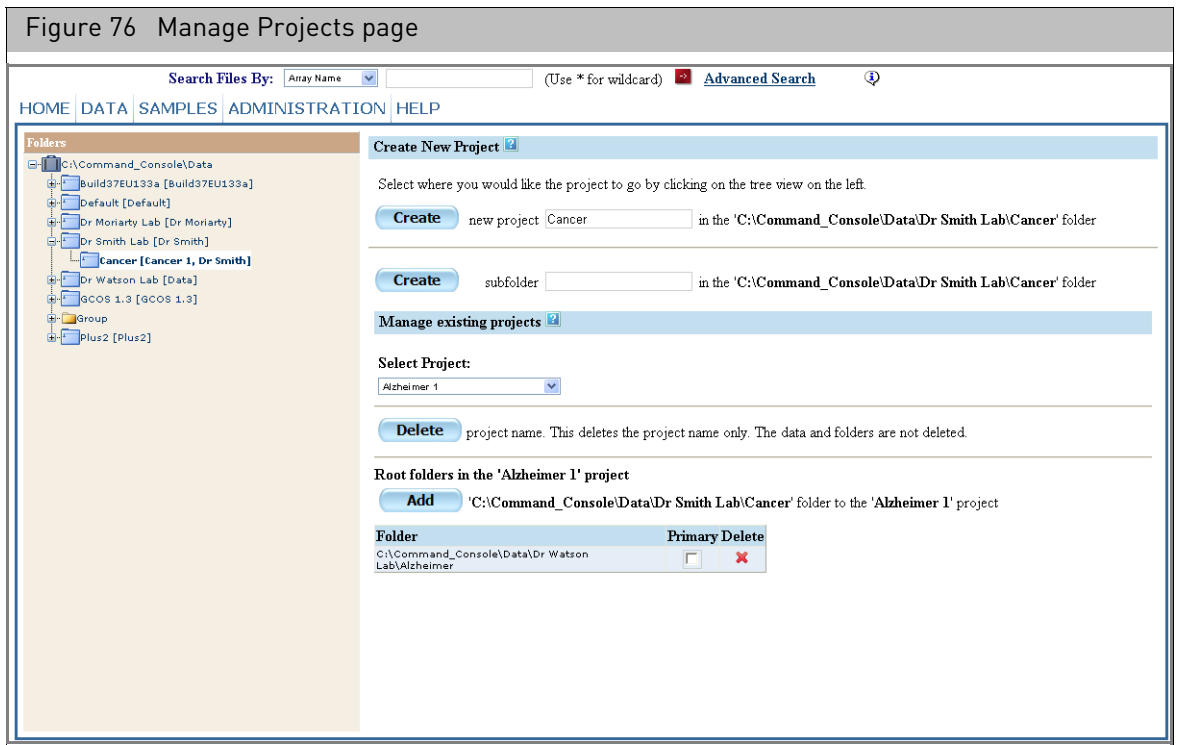 Figure 76 Manage Projects page
Search Files By: Array Name (Use * for wildcard) Advanced Search
HOME DATA SAMPLES ADMINISTRATION HELP
Folders
C:\Command_Console\Data
Build37EU133a [Build37EU133a]
Default [Default]
Dr Moriarty Lab [Dr Moriarty]
Dr Smith Lab [Dr Smith]
Cancer [Cancer 1, Dr Smith]
Dr Watson Lab [Data]
GCOS 1.3 [GCOS 1.3]
Group
Plus2 [Plus2]
Create New Project ?
Select where you would like the project to go by clicking on the tree view on the left.
Create new project Cancer in the 'C:\Command_Console\Data\Dr Smith Lab\Cancer' folder
Create subfolder in the 'C:\Command_Console\Data\Dr Smith Lab\Cancer' folder
Manage existing projects ?
Select Project:
Alzheimer 1
Delete project name. This deletes the project name only. The data and folders are not deleted.
Root folders in the 'Alzheimer 1' project
Add 'C:\Command_Console\Data\Dr Smith Lab\Cancer' folder to the 'Alzheimer 1' project
Folder Primary Delete
C:\Command_Console\Data\Dr Watson
Lab\Alzheimer